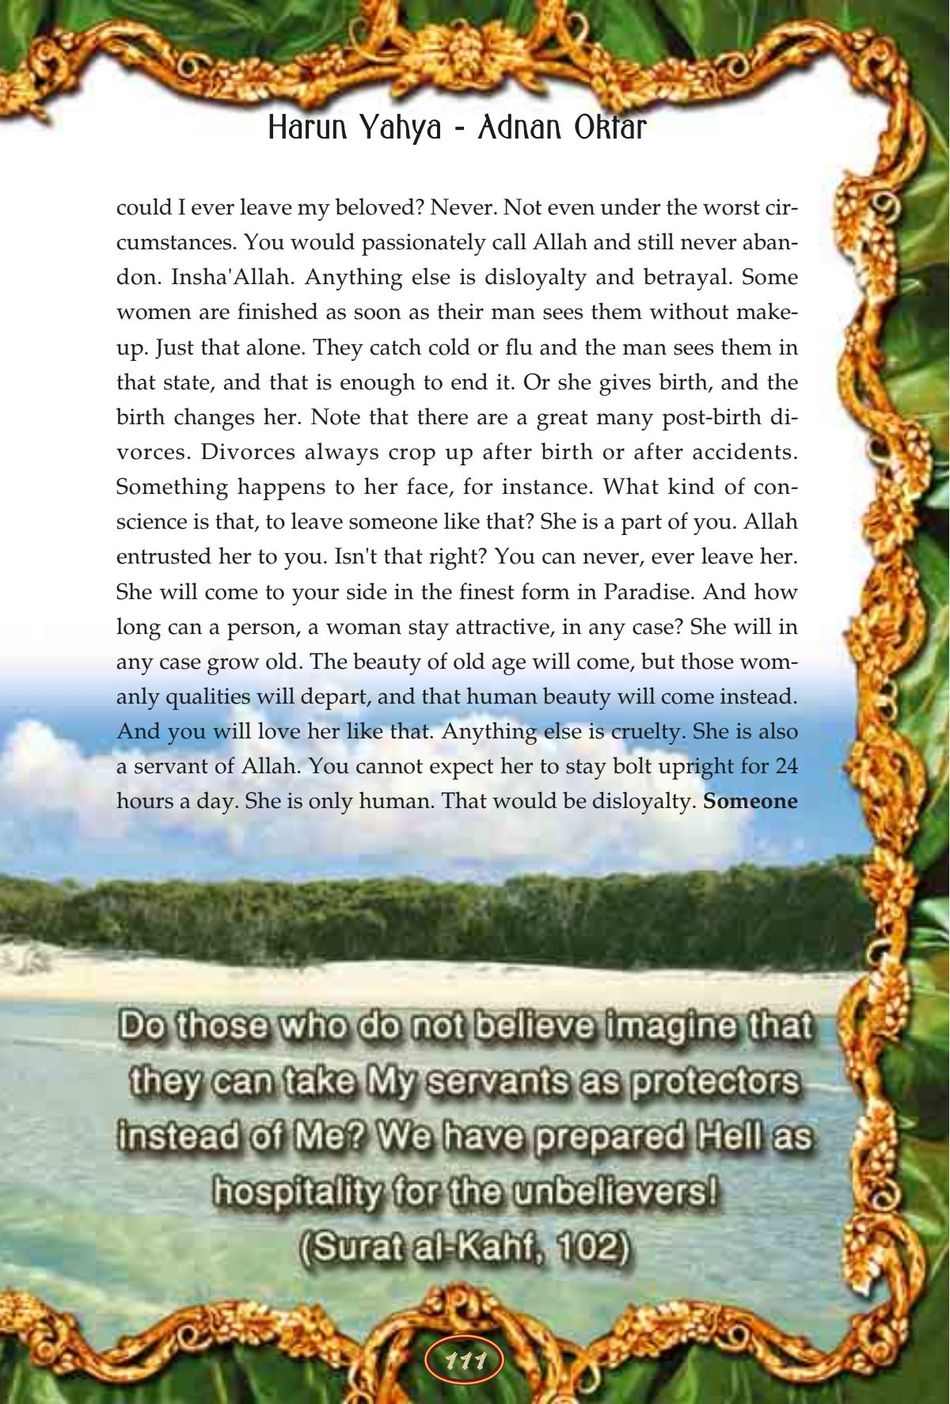 Harun Yahya - Adnan Oktar
could I ever leave my beloved? Never. Not even under the worst cir-
cumstances. You would passionately call Allah and still never aban-
don. Insha'Allah. Anything else is disloyalty and betrayal. Some
women are finished as soon as their man sees them without make-
up. Just that alone. They catch cold or flu and the man sees them in
that state, and that is enough to end it. Or she gives birth, and the
birth changes her. Note that there are a great many post-birth di-
vorces. Divorces always crop up after birth or after accidents.
Something happens to her face, for instance. What kind of con-
science is that, to leave someone like that? She is a part of you. Allah
entrusted her to you. Isn't that right? You can never, ever leave her.
She will come to your side in the finest form in Paradise. And how
long can a person, a woman stay attractive, in any case? She will in
any case grow old. The beauty of old age will come, but those wom-
anly qualities will depart, and that human beauty will come instead.
And you will love her like that. Anything else is cruelty. She is also
a servant of Allah. You cannot expect her to stay bolt upright for 24
hours a day. She is only human. That would be disloyalty. Someone
Do those who do not believe imagine that
they can take My servants as protectors
instead of Me? We have prepared Hell as
hospitality for the unbelievers!
(Surat al-Kahf, 102)
111